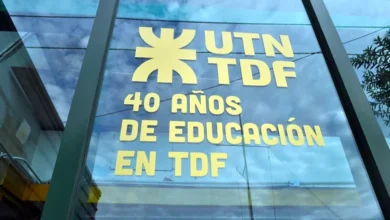 UTN
TDF
40 AÑOS
DE EDUCACIÓN
EN TDF